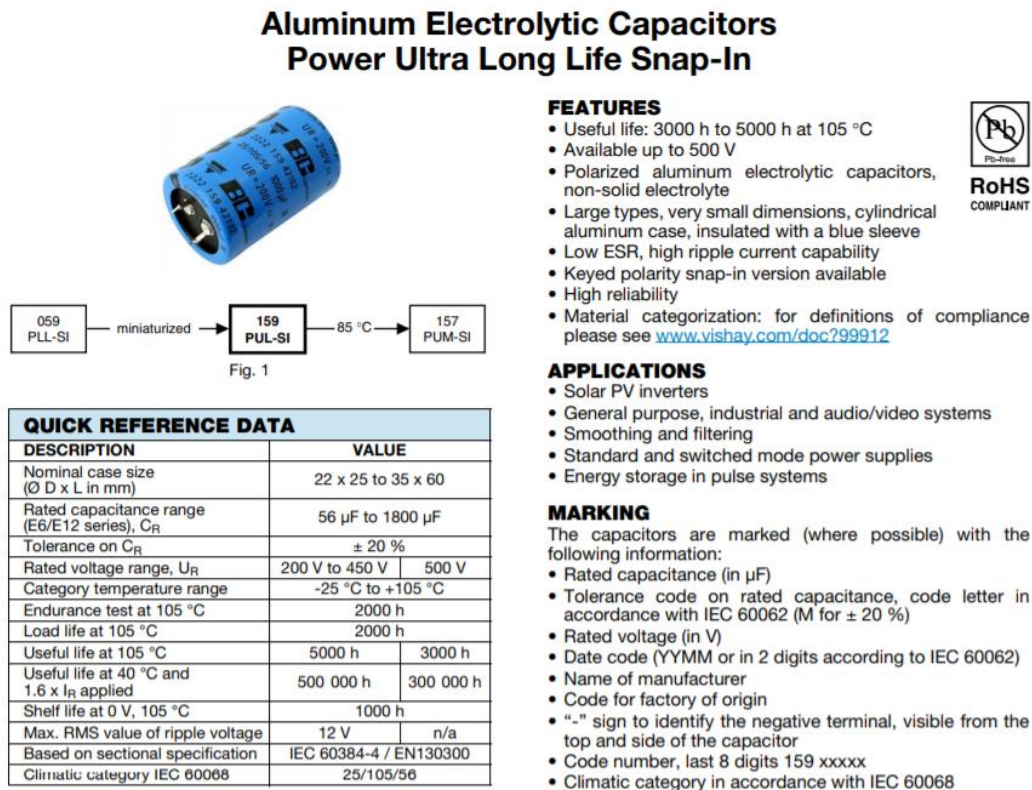 Aluminum Electrolytic Capacitors
Power Ultra Long Life Snap-In
BC
UR = 200V
2222 159 42102
25/105/56 1000µF
059
PLL-SI
miniaturized
159
PUL-SI
85 °C
157
PUM-SI
Fig. 1
QUICK REFERENCE DATA
DESCRIPTION VALUE
Nominal case size
(Ø D x L in mm) 22 x 25 to 35 x 60
Rated capacitance range
(E6/E12 series), CR 56 µF to 1800 µF
Tolerance on CR ± 20 %
Rated voltage range, UR 200 V to 450 V 500 V
Category temperature range -25 °C to +105 °C
Endurance test at 105 °C 2000 h
Load life at 105 °C 2000 h
Useful life at 105 °C 5000 h 3000 h
Useful life at 40 °C and
1.6 x IR applied 500 000 h 300 000 h
Shelf life at 0 V, 105 °C 1000 h
Max. RMS value of ripple voltage 12 V n/a
Based on sectional specification IEC 60384-4 / EN130300
Climatic category IEC 60068 25/105/56
FEATURES
• Useful life: 3000 h to 5000 h at 105 °C
• Available up to 500 V
• Polarized aluminum electrolytic capacitors,
non-solid electrolyte
• Large types, very small dimensions, cylindrical
aluminum case, insulated with a blue sleeve
• Low ESR, high ripple current capability
• Keyed polarity snap-in version available
• High reliability
• Material categorization: for definitions of compliance
please see www.vishay.com/doc?99912
Pb
Pb-free
RoHS
COMPLIANT
APPLICATIONS
• Solar PV inverters
• General purpose, industrial and audio/video systems
• Smoothing and filtering
• Standard and switched mode power supplies
• Energy storage in pulse systems
MARKING
The capacitors are marked (where possible) with the
following information:
• Rated capacitance (in µF)
• Tolerance code on rated capacitance, code letter in
accordance with IEC 60062 (M for ± 20 %)
• Rated voltage (in V)
• Date code (YYMM or in 2 digits according to IEC 60062)
• Name of manufacturer
• Code for factory of origin
• “-” sign to identify the negative terminal, visible from the
top and side of the capacitor
• Code number, last 8 digits 159 xxxxx
• Climatic category in accordance with IEC 60068